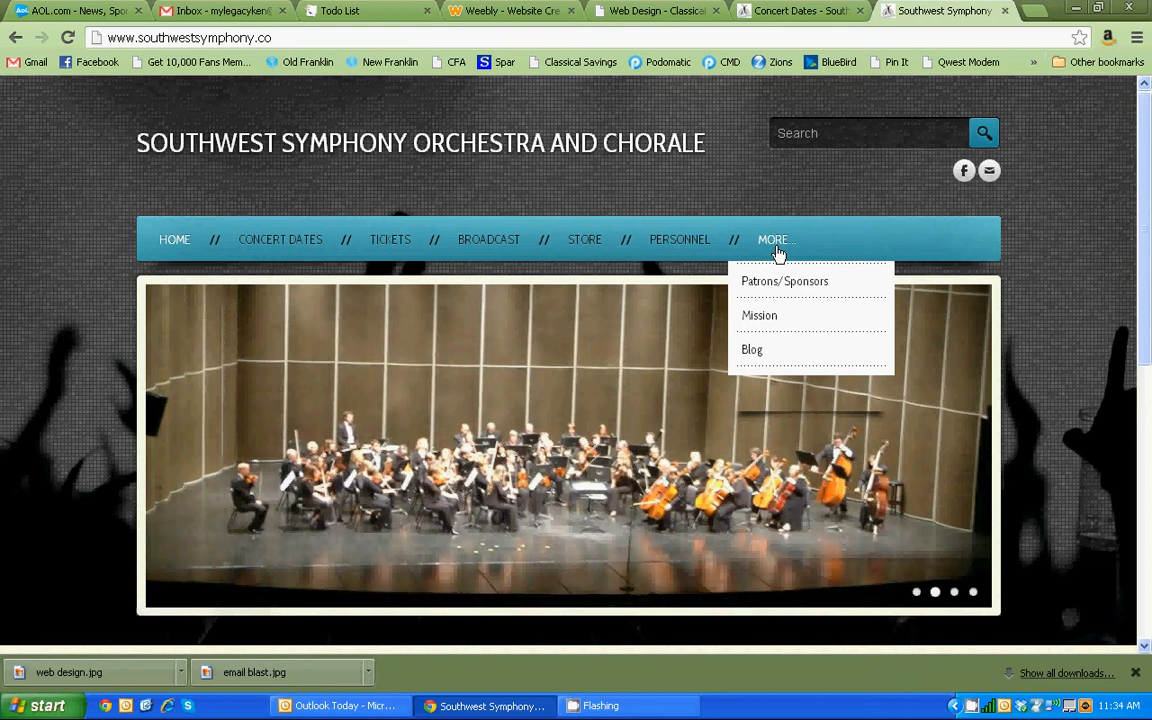 AOL.com - News, Spo
Inbox - mylegacyken@
Todo List
Weebly - Website Cre
Web Design - Classical
Concert Dates - South
Southwest Symphony
www.southwestsymphony.co
Gmail
Facebook
Get 10,000 Fans Mem...
Old Franklin
New Franklin
CFA
Spar
Classical Savings
Podomatic
CMD
Zions
BlueBird
Pin It
Qwest Modem
»
Other bookmarks
SOUTHWEST SYMPHONY ORCHESTRA AND CHORALE
Search
HOME // CONCERT DATES // TICKETS // BROADCAST // STORE // PERSONNEL // MORE...
Patrons/Sponsors
Mission
Blog
web design.jpg
email blast.jpg
Show all downloads...
start
Outlook Today - Micr...
Southwest Symphony...
Flashing
11:34 AM